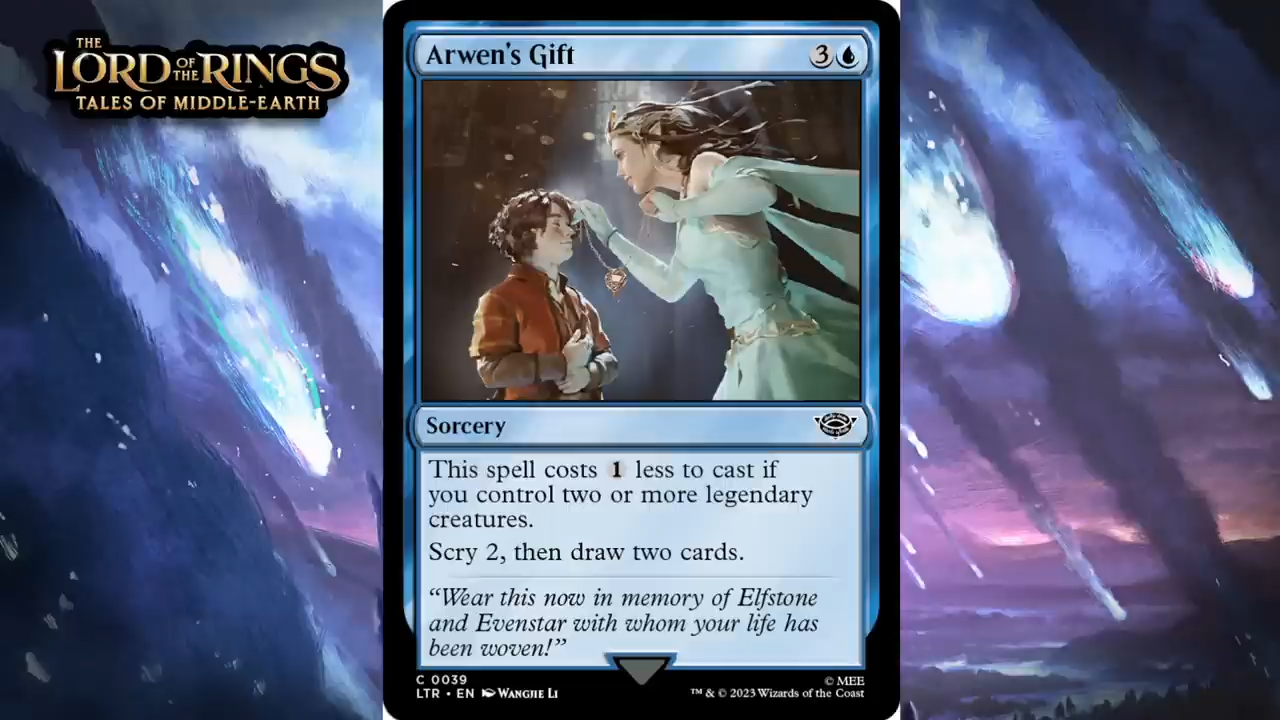 THE
LORD OF THE RINGS
TALES OF MIDDLE-EARTH
Arwen's Gift 3
Sorcery
This spell costs 1 less to cast if
you control two or more legendary
creatures.
Scry 2, then draw two cards.
“Wear this now in memory of Elfstone
and Evenstar with whom your life has
been woven!”
C 0039
LTR • EN WANGJIE LI
© MEE
™ & © 2023 Wizards of the Coast